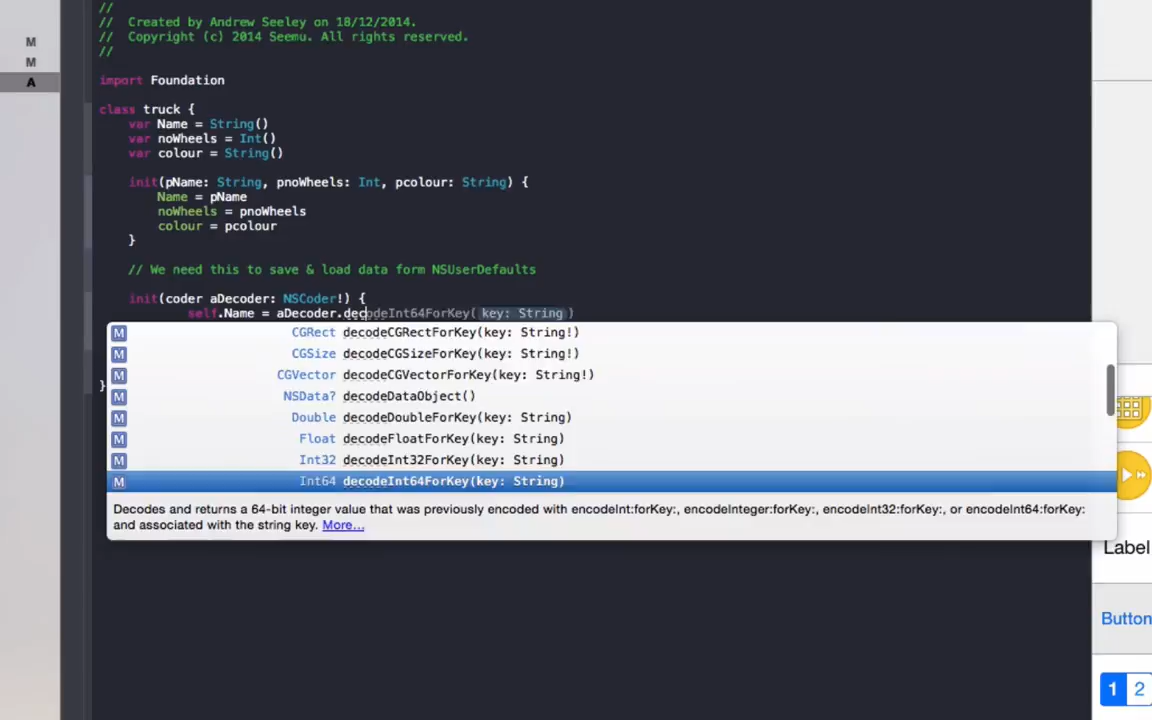 //
// Created by Andrew Seeley on 18/12/2014.
// Copyright (c) 2014 Seemu. All rights reserved.
//
M
M
A
import Foundation
class truck {
var Name = String()
var noWheels = Int()
var colour = String()
init(pName: String, pnoWheels: Int, pcolour: String) {
Name = pName
noWheels = pnoWheels
colour = pcolour
}
// We need this to save & load data form NSUserDefaults
init(coder aDecoder: NSCoder!) {
self.Name = aDecoder.decodeInt64ForKey(key: String)
M CGRect decodeCGRectForKey(key: String!)
M CGSize decodeCGSizeForKey(key: String!)
M CGVector decodeCGVectorForKey(key: String!)
}
M NSData? decodeDataObject()
M Double decodeDoubleForKey(key: String)
M Float decodeFloatForKey(key: String)
M Int32 decodeInt32ForKey(key: String)
M Int64 decodeInt64ForKey(key: String)
Decodes and returns a 64-bit integer value that was previously encoded with encodeInt:forKey:, encodeInteger:forKey:, encodeInt32:forKey:, or encodeInt64:forKey:
and associated with the string key. More...
Label
Button
1 2